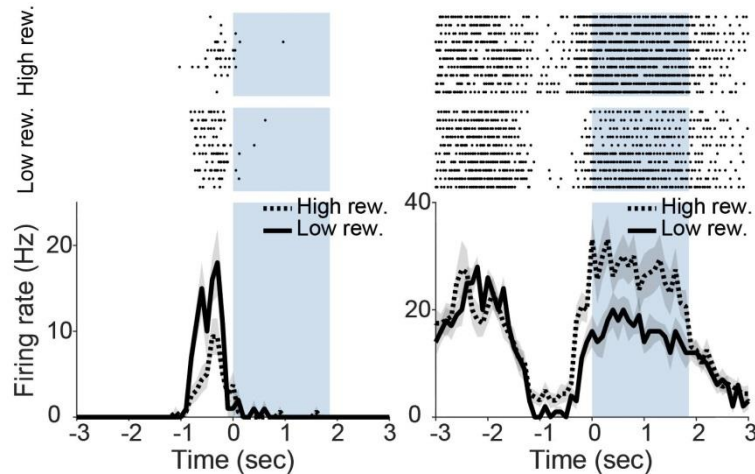 High rew.
Low rew.
Firing rate (Hz)
20
10
0
High rew.
Low rew.
-3 -2 -1 0 1 2 3
Time (sec)
40
20
0
High rew.
Low rew.
-3 -2 -1 0 1 2 3
Time (sec)